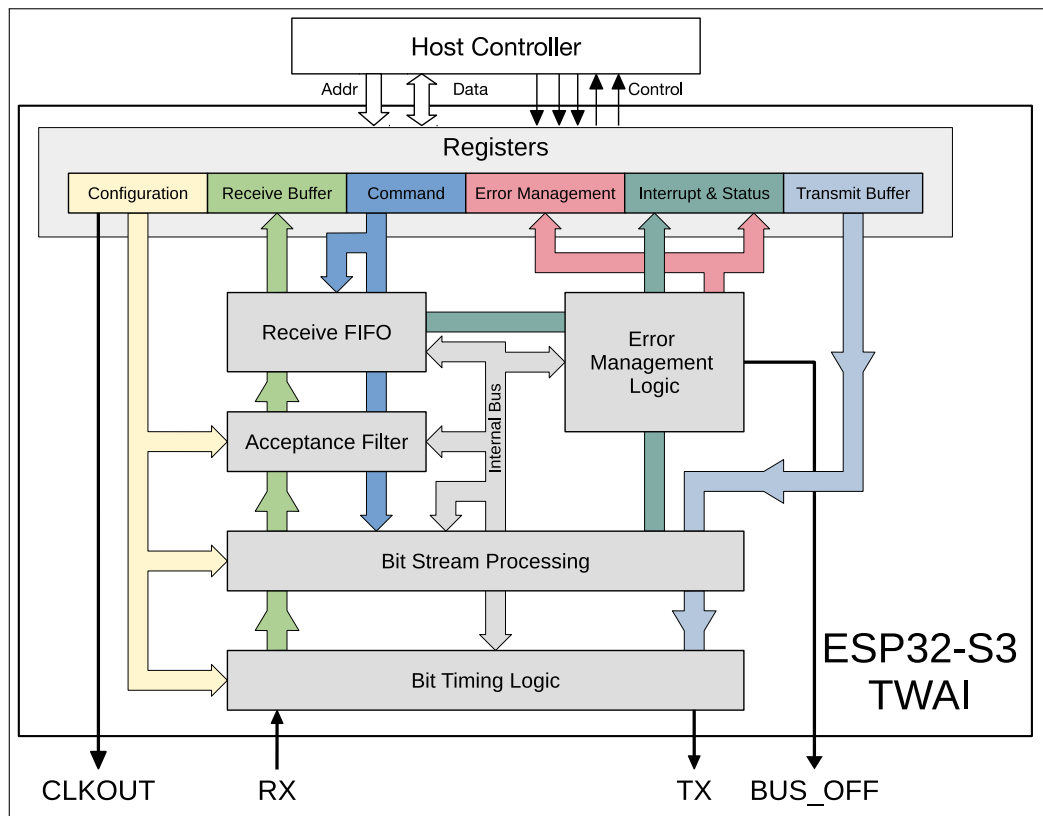 Host Controller
Addr
Data
Control
Registers
Configuration
Receive Buffer
Command
Error Management
Interrupt & Status
Transmit Buffer
Receive FIFO
Error
Management
Logic
Internal Bus
Acceptance Filter
Bit Stream Processing
Bit Timing Logic
ESP32-S3
TWAI
CLKOUT
RX
TX
BUS_OFF